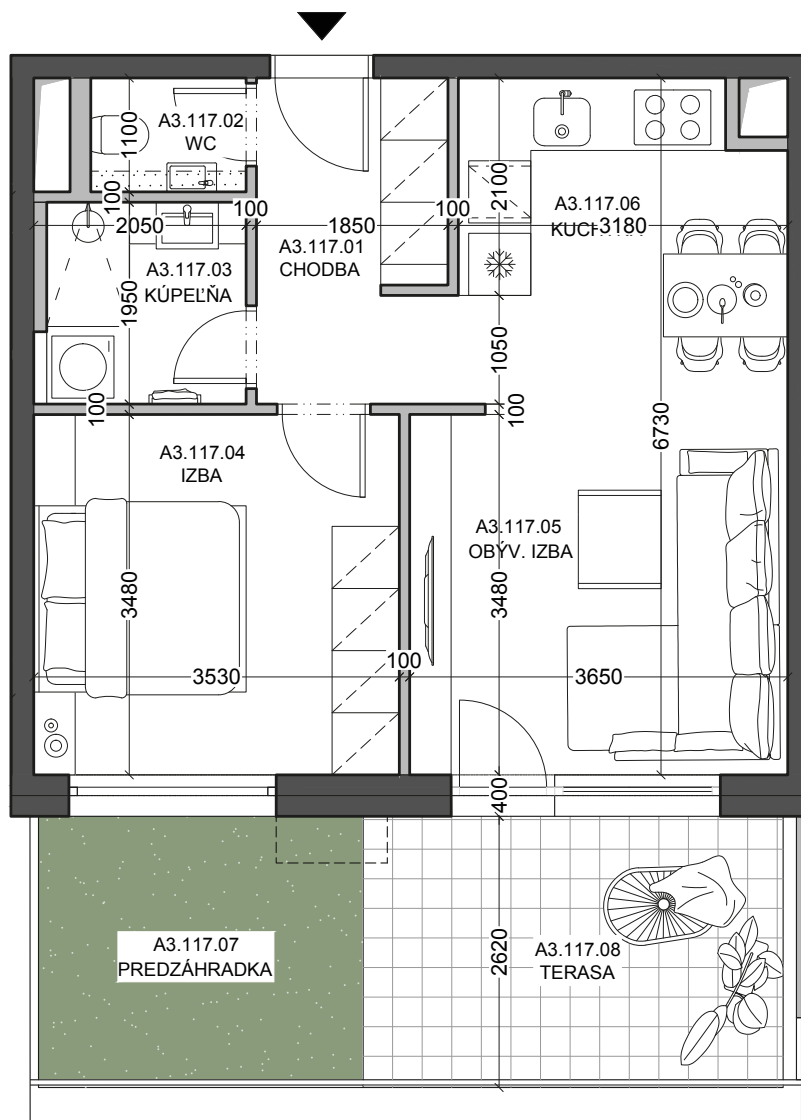 A3.117.02
WC
1100
100
2050
100
1850
100
2100
A3.117.06
3180
A3.117.01
CHODBA
A3.117.03
KÚPEĽŇA
1950
1050
100
100
6730
A3.117.04
IZBA
A3.117.05
OBÝV. IZBA
3480
3480
3530
100
3650
400
A3.117.07
PREDZÁHRADKA
2620
A3.117.08
TERASA